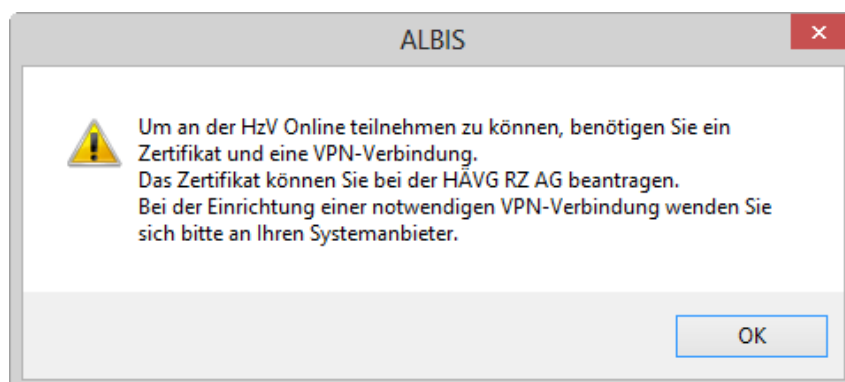 ALBIS
Um an der HzV Online teilnehmen zu können, benötigen Sie ein
Zertifikat und eine VPN-Verbindung.
Das Zertifikat können Sie bei der HÄVG RZ AG beantragen.
Bei der Einrichtung einer notwendigen VPN-Verbindung wenden Sie
sich bitte an Ihren Systemanbieter.
OK